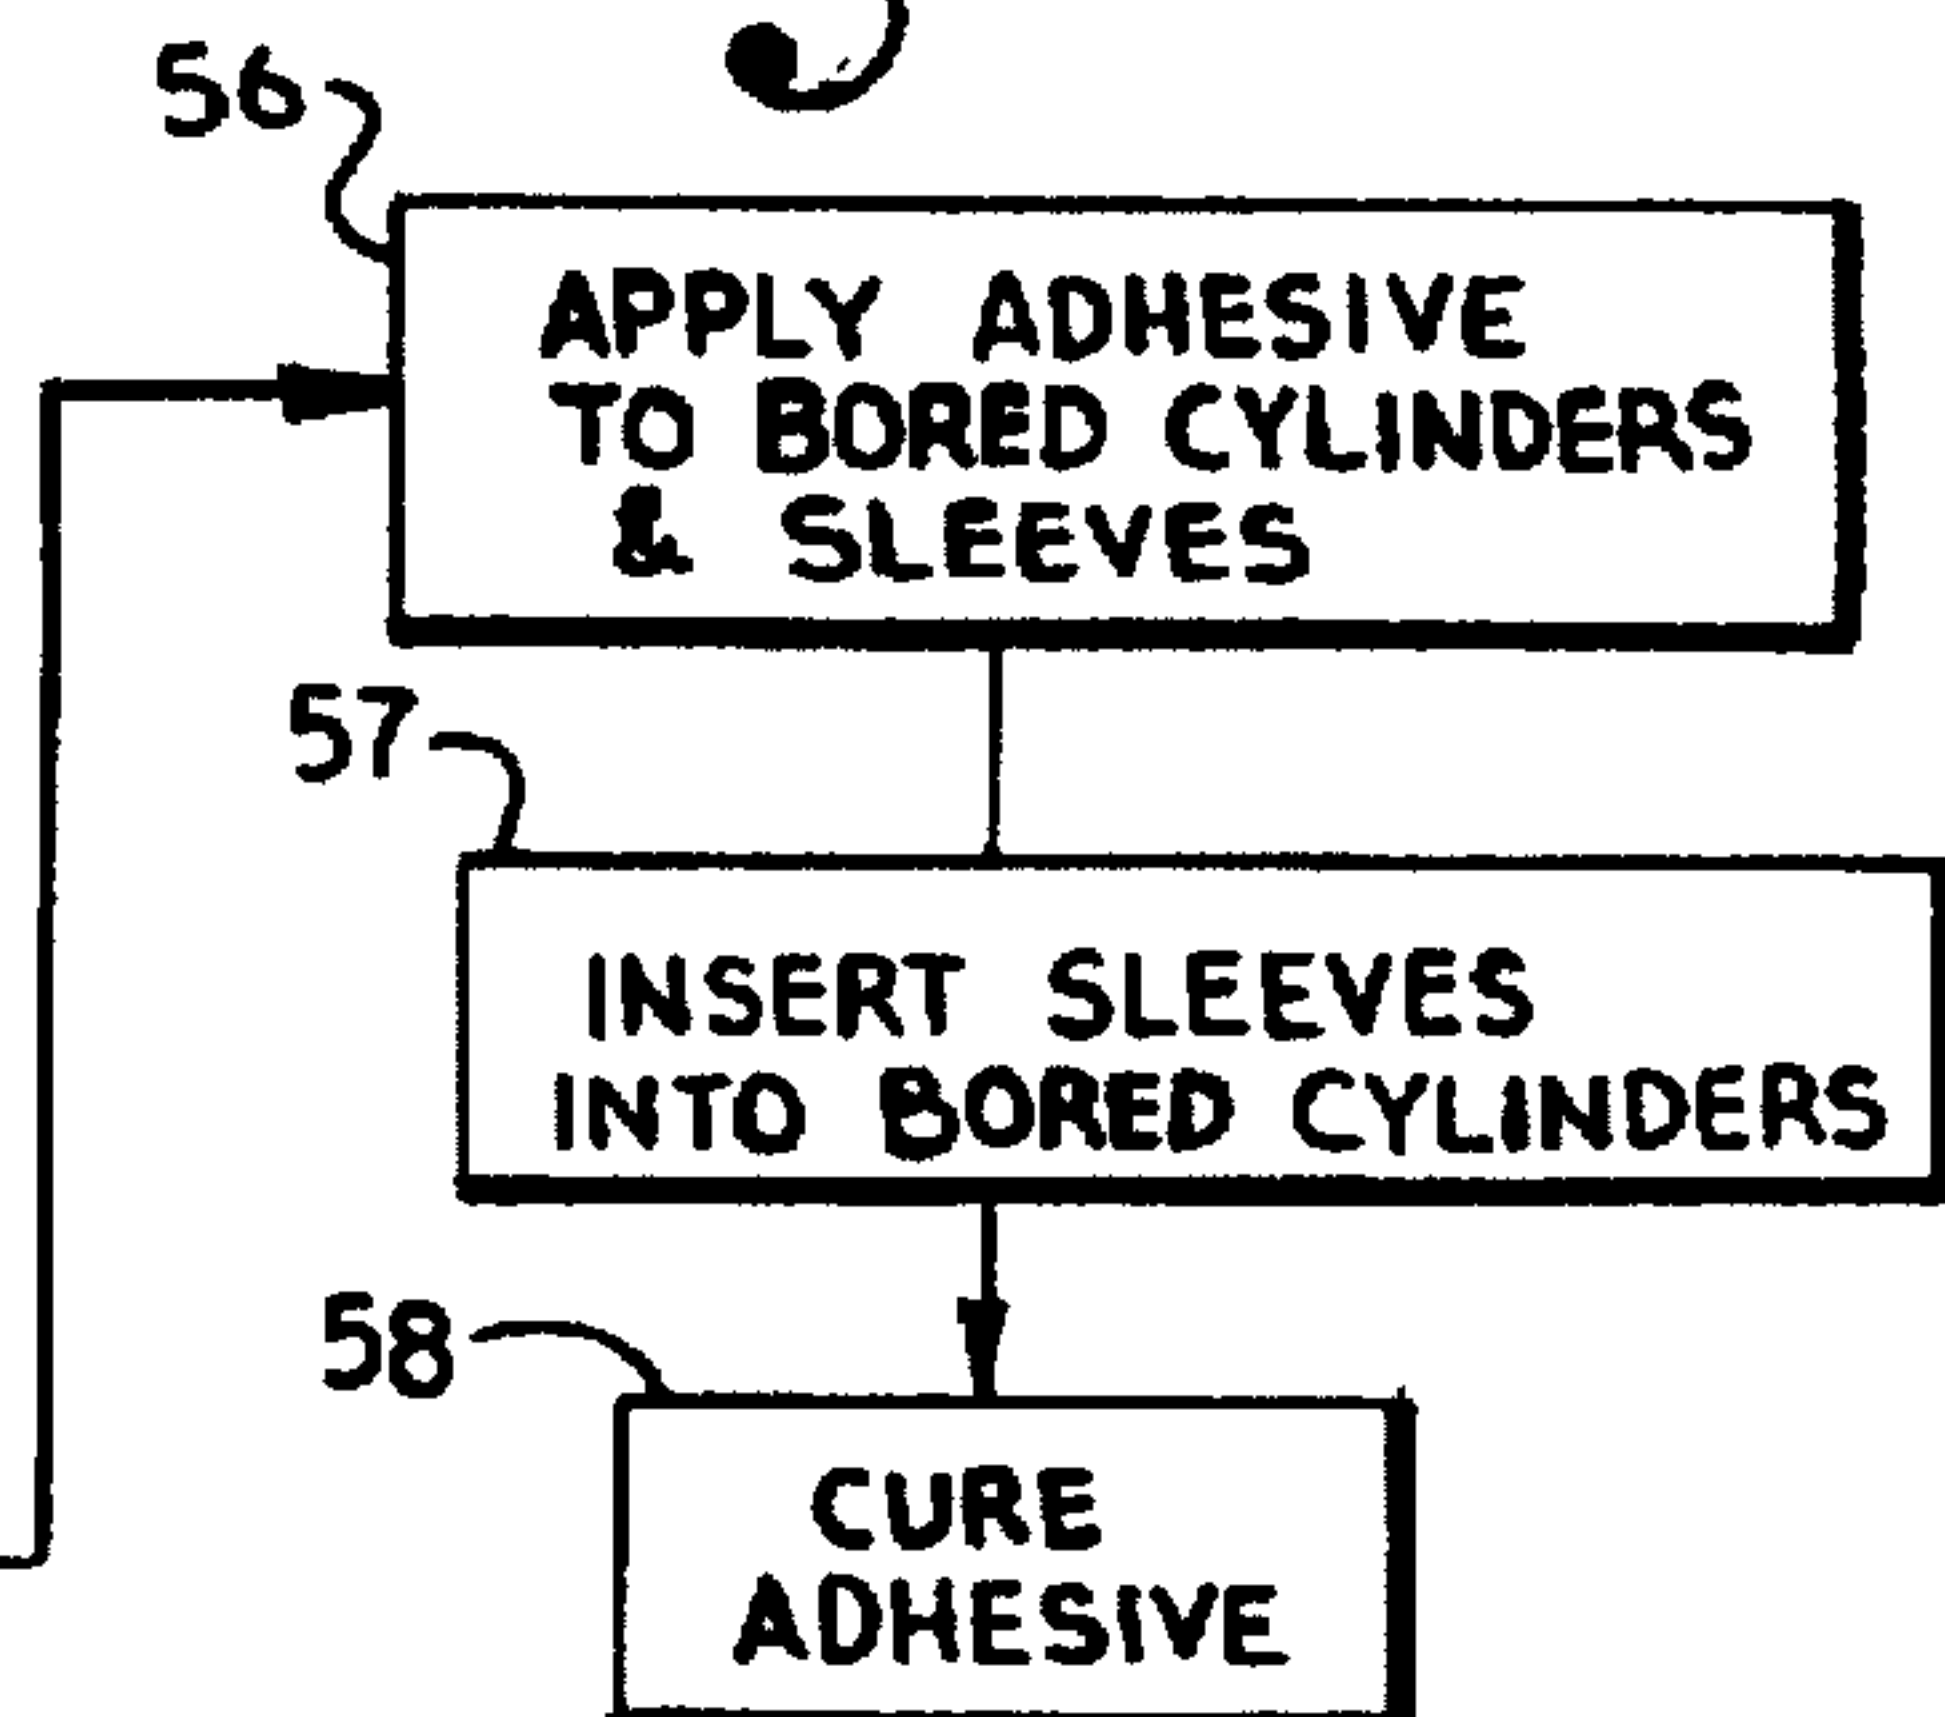 56
APPLY ADHESIVE
TO BORED CYLINDERS
& SLEEVES
57
INSERT SLEEVES
INTO BORED CYLINDERS
58
CURE
ADHESIVE